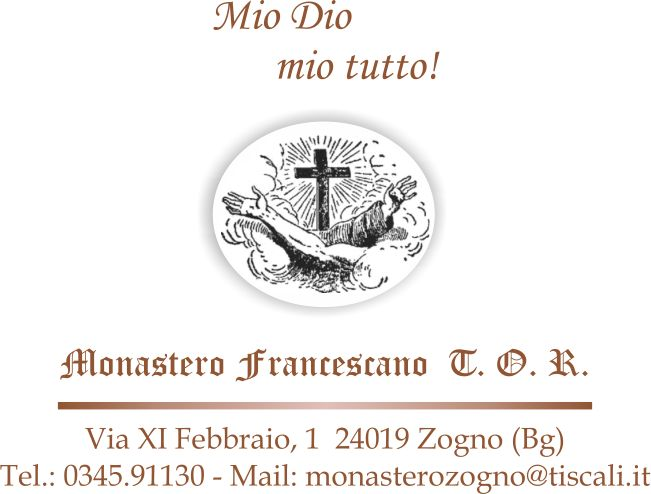 Mio Dio
mio tutto!
Monastero Francescano T. O. R.
Via XI Febbraio, 1 24019 Zogno (Bg)
Tel.: 0345.91130 - Mail: monasterozogno@tiscali.it